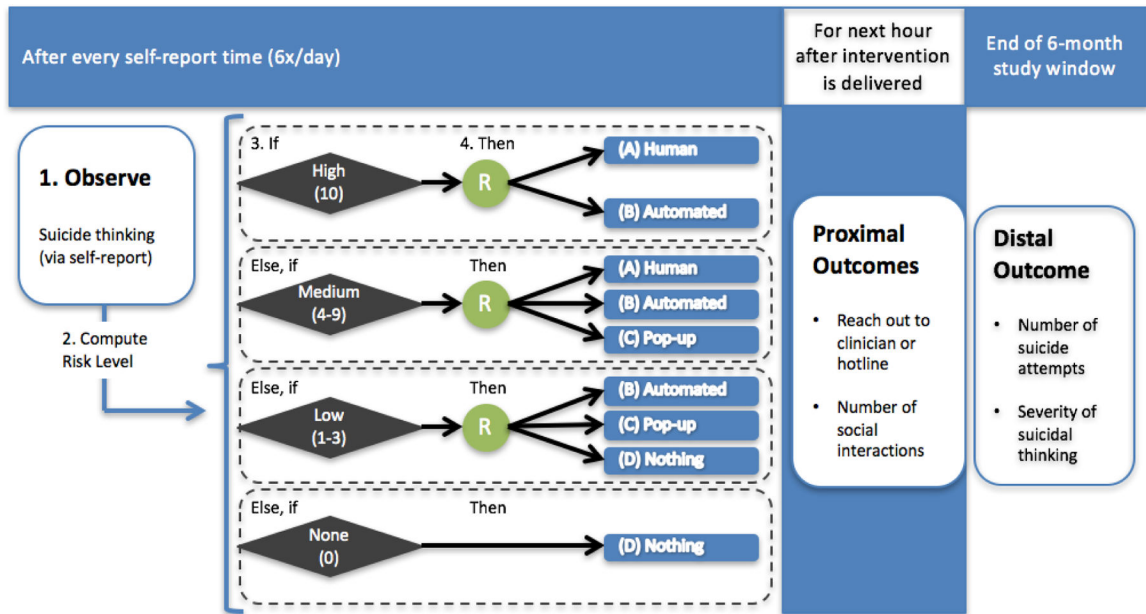 After every self-report time (6x/day)
For next hour
after intervention
is delivered
End of 6-month
study window
1. Observe
Suicide thinking
(via self-report)
2. Compute
Risk Level
3. If
4. Then
High
(10)
R
(A) Human
(B) Automated
Else, if
Then
Medium
(4-9)
R
(A) Human
(B) Automated
(C) Pop-up
Else, if
Then
Low
(1-3)
R
(B) Automated
(C) Pop-up
(D) Nothing
Else, if
Then
None
(0)
(D) Nothing
Proximal
Outcomes
• Reach out to
clinician or
hotline
• Number of
social
interactions
Distal
Outcome
• Number of
suicide
attempts
• Severity of
suicidal
thinking